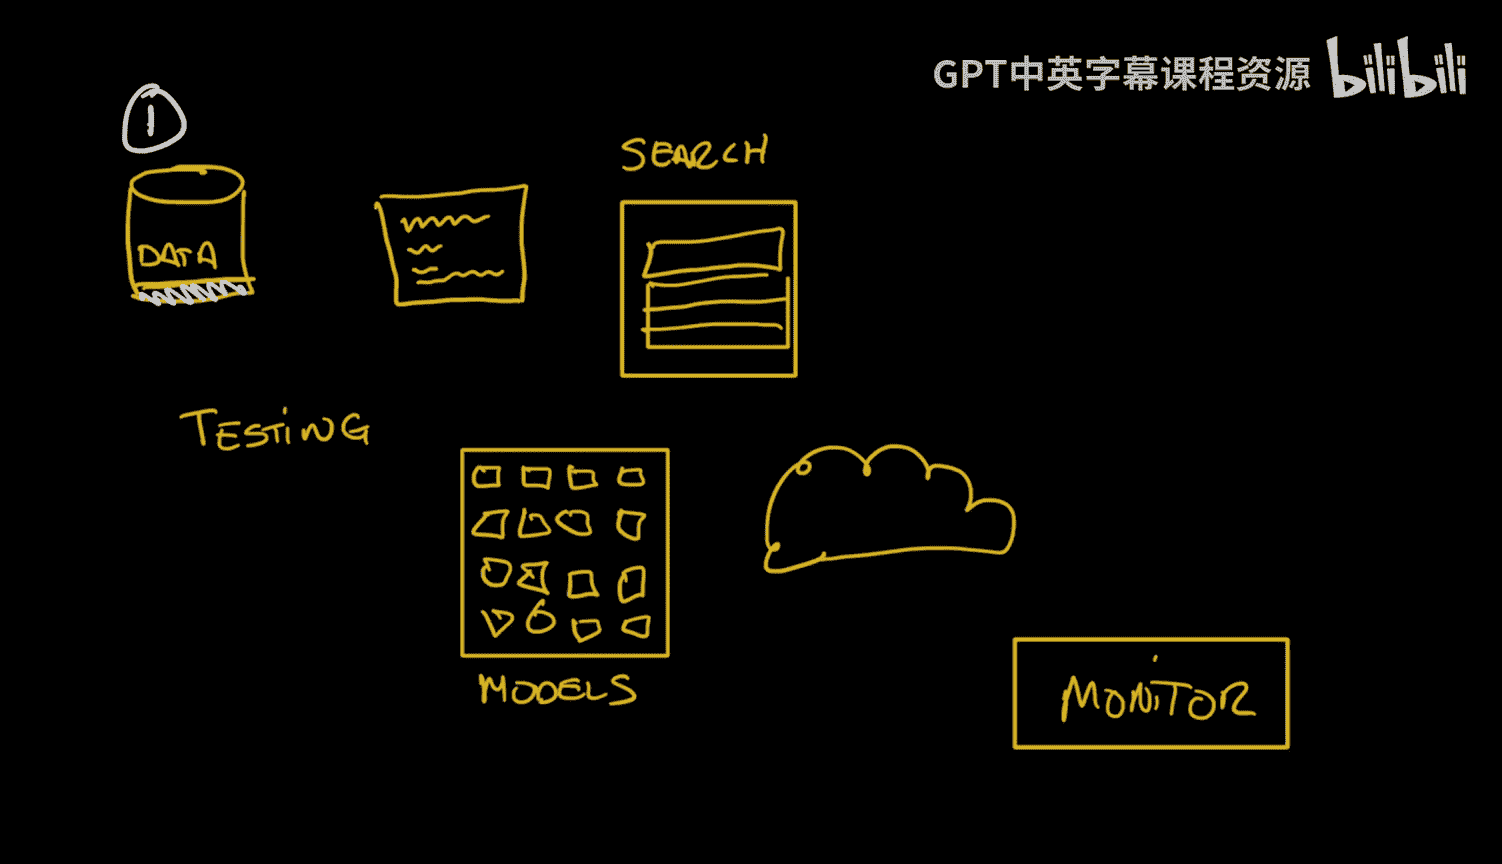 GPT中英字幕课程资源 bilibili
1
SEARCH
DATA
TESTING
MODELS
MONiTOR